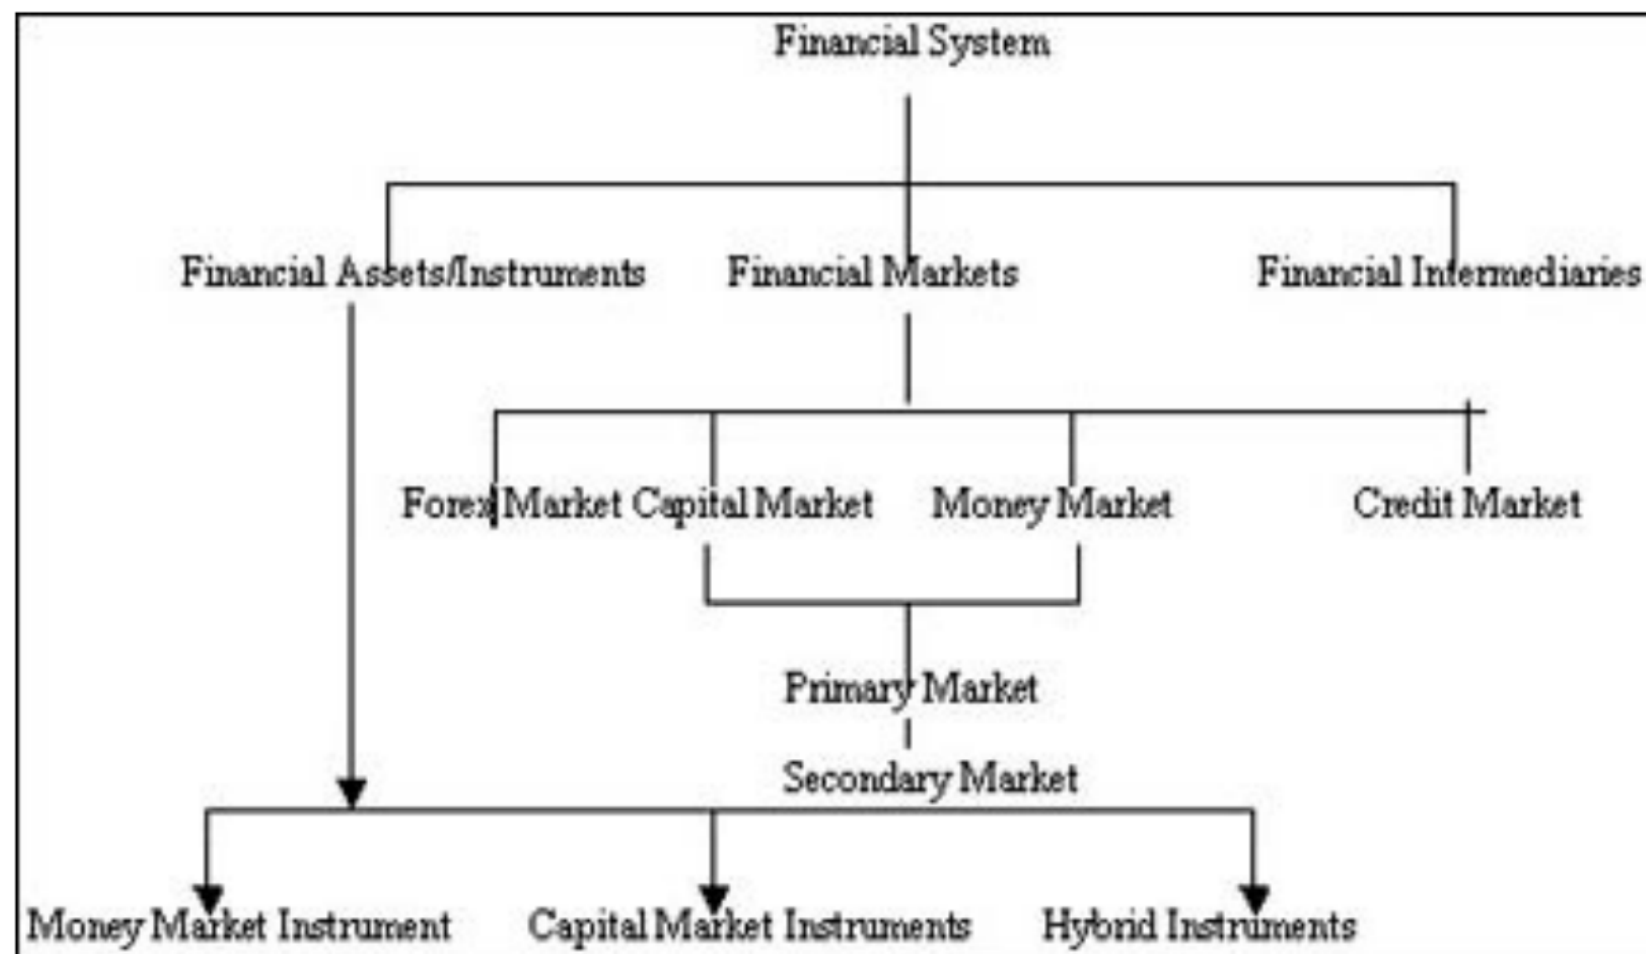 Financial System
Financial Assets/Instruments Financial Markets Financial Intermediaries
Forex Market Capital Market Money Market Credit Market
Primary Market
Secondary Market
Money Market Instrument Capital Market Instruments Hybrid Instruments